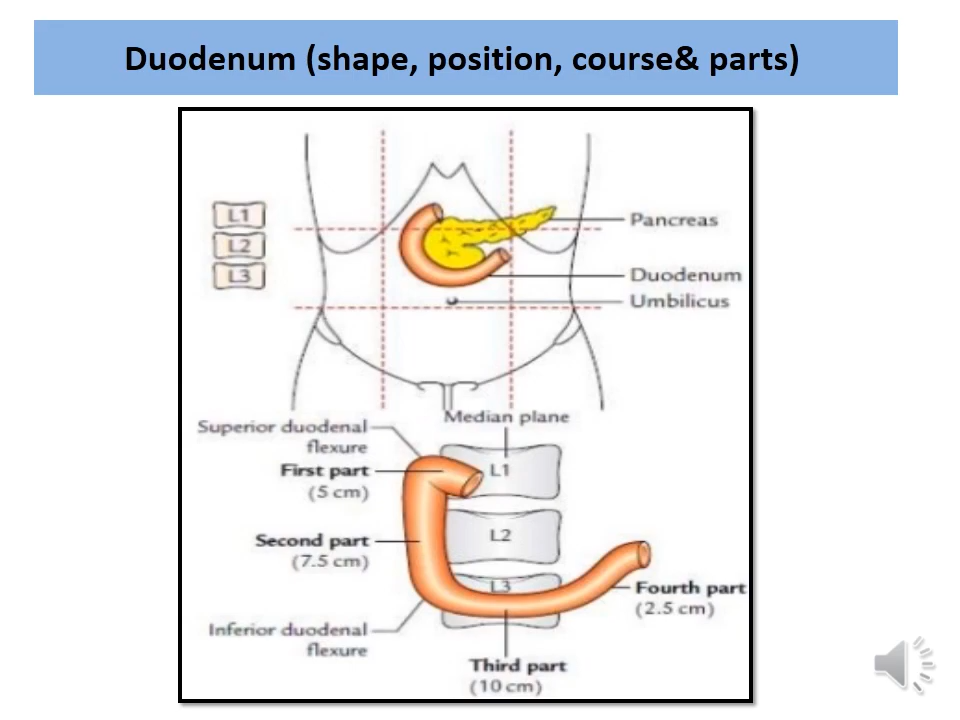 Duodenum (shape, position, course& parts)
L1
L2
L3
Pancreas
Duodenum
Umbilicus
Median plane
Superior duodenal
flexure
First part
(5 cm)
L1
Second part
(7.5 cm)
L2
L3
Fourth part
(2.5 cm)
Inferior duodenal
flexure
Third part
(10 cm)